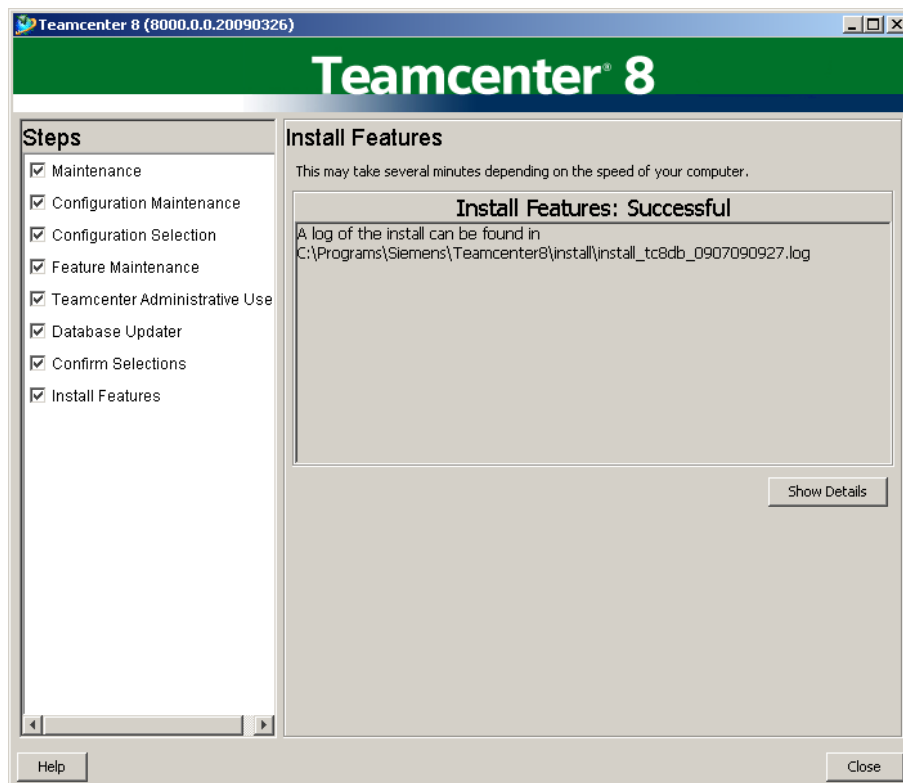 Teamcenter 8 (8000.0.0.20090326)
Teamcenter® 8
Steps
Maintenance
Configuration Maintenance
Configuration Selection
Feature Maintenance
Teamcenter Administrative Use
Database Updater
Confirm Selections
Install Features
Install Features
This may take several minutes depending on the speed of your computer.
Install Features: Successful
A log of the install can be found in
C:\Programs\Siemens\Teamcenter8\install\install_tc8db_0907090927.log
Show Details
Help
Close